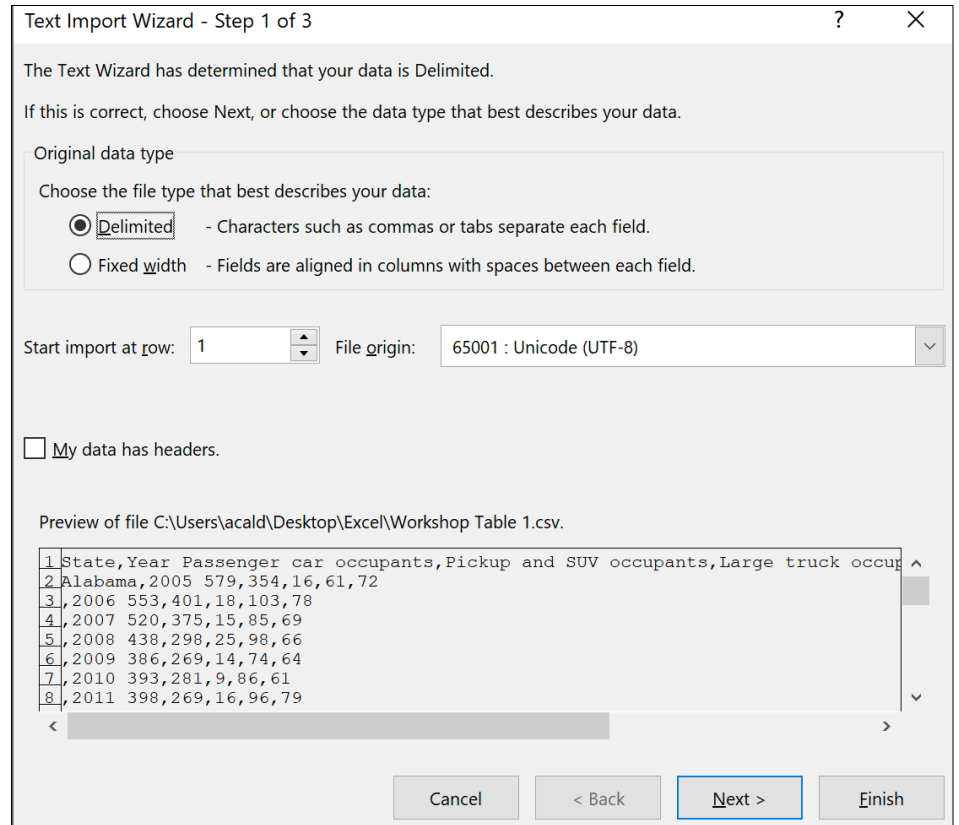 Text Import Wizard - Step 1 of 3 ?
The Text Wizard has determined that your data is Delimited.
If this is correct, choose Next, or choose the data type that best describes your data.
Original data type
Choose the file type that best describes your data:
Delimited - Characters such as commas or tabs separate each field.
Fixed width - Fields are aligned in columns with spaces between each field.
Start import at row: 1 File origin: 65001 : Unicode (UTF-8)
My data has headers.
Preview of file C:\Users\acald\Desktop\Excel\Workshop Table 1.csv.
1 State,Year Passenger car occupants,Pickup and SUV occupants,Large truck occup
2 Alabama,2005 579,354,16,61,72
3 ,2006 553,401,18,103,78
4 ,2007 520,375,15,85,69
5 ,2008 438,298,25,98,66
6 ,2009 386,269,14,74,64
7 ,2010 393,281,9,86,61
8 ,2011 398,269,16,96,79
Cancel < Back Next > Finish